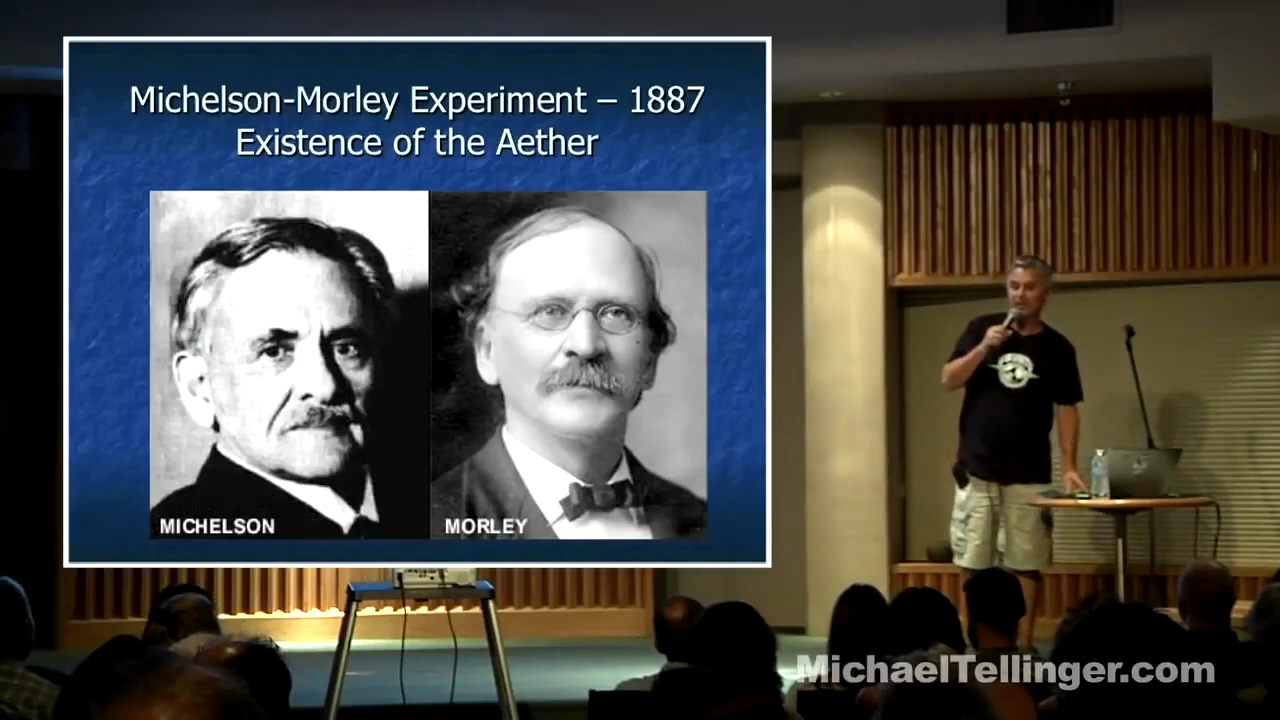 Michelson-Morley Experiment – 1887
Existence of the Aether
MICHELSON
MORLEY
MichaelTellinger.com